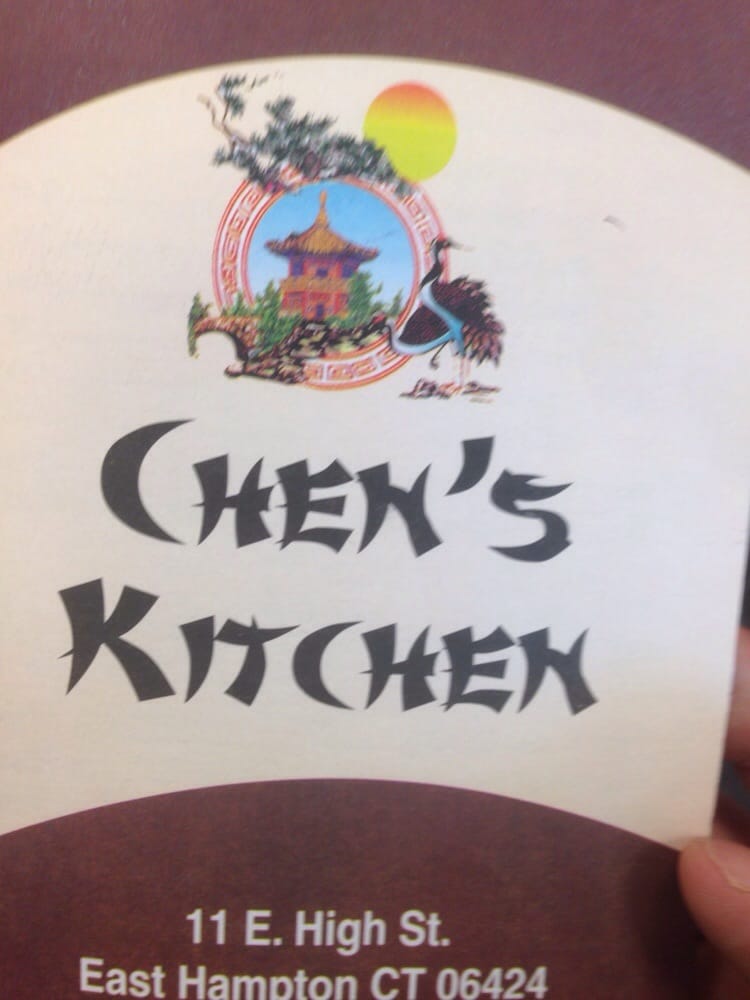 CHEN'S
KITCHEN
11 E. High St.
East Hampton CT 06424